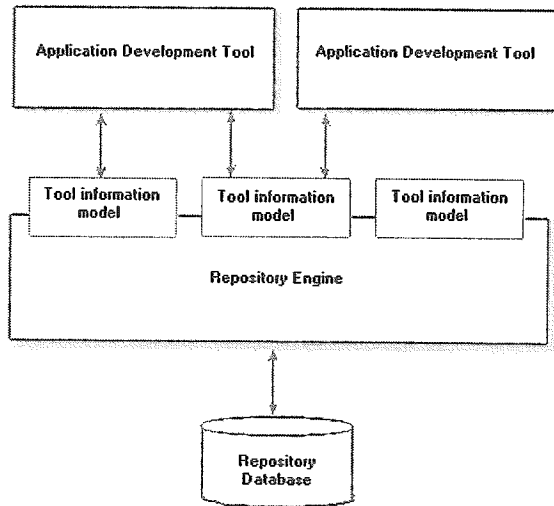 Application Development Tool
Application Development Tool
Tool information
model
Tool information
model
Tool information
model
Repository Engine
Repository
Database